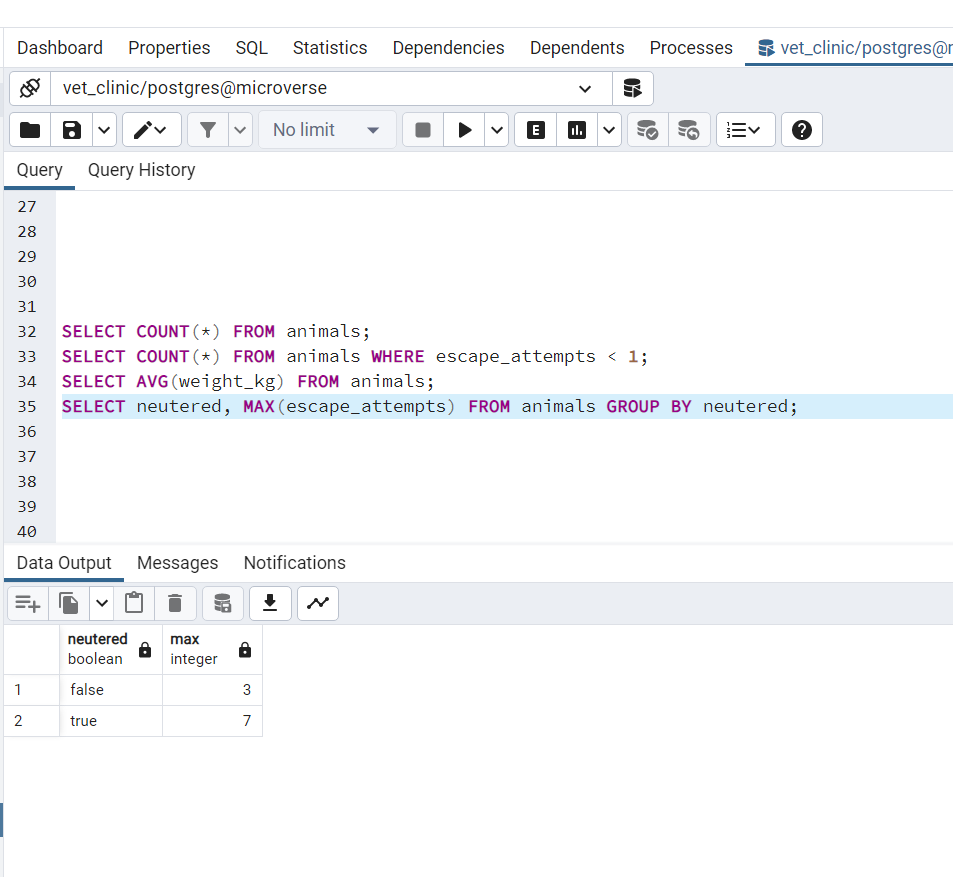 Dashboard Properties SQL Statistics Dependencies Dependents Processes vet_clinic/postgres@
vet_clinic/postgres@microverse
No limit E
Query Query History
27
28
29
30
31
32 SELECT COUNT(*) FROM animals;
33 SELECT COUNT(*) FROM animals WHERE escape_attempts < 1;
34 SELECT AVG(weight_kg) FROM animals;
35 SELECT neutered, MAX(escape_attempts) FROM animals GROUP BY neutered;
36
37
38
39
40
Data Output Messages Notifications
neutered max
boolean integer
1 false 3
2 true 7